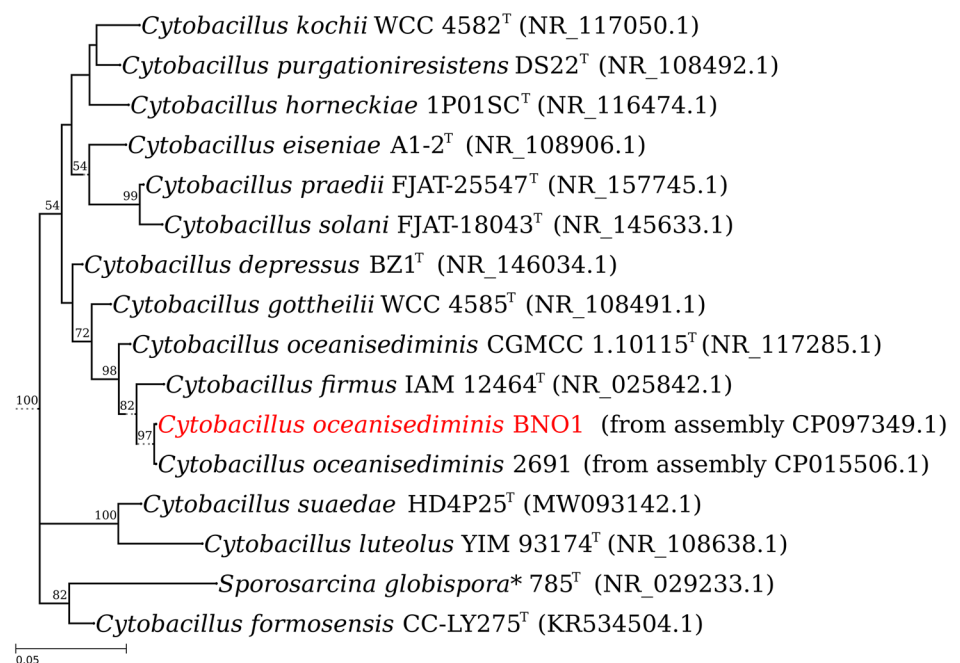 Cytobacillus kochii WCC 4582T (NR_117050.1)
Cytobacillus purgationiresistens DS22T (NR_108492.1)
Cytobacillus horneckiae 1P01SCT (NR_116474.1)
Cytobacillus eiseniae A1-2T (NR_108906.1)
54
Cytobacillus praedii FJAT-25547T (NR_157745.1)
99
54
Cytobacillus solani FJAT-18043T (NR_145633.1)
Cytobacillus depressus BZ1T (NR_146034.1)
Cytobacillus gottheilii WCC 4585T (NR_108491.1)
72
Cytobacillus oceanisediminis CGMCC 1.10115T (NR_117285.1)
98
Cytobacillus firmus IAM 12464T (NR_025842.1)
100
82
Cytobacillus oceanisediminis BNO1 (from assembly CP097349.1)
97
Cytobacillus oceanisediminis 2691 (from assembly CP015506.1)
Cytobacillus suaedae HD4P25T (MW093142.1)
100
Cytobacillus luteolus YIM 93174T (NR_108638.1)
Sporosarcina globispora* 785T (NR_029233.1)
82
Cytobacillus formosensis CC-LY275T (KR534504.1)
0.05